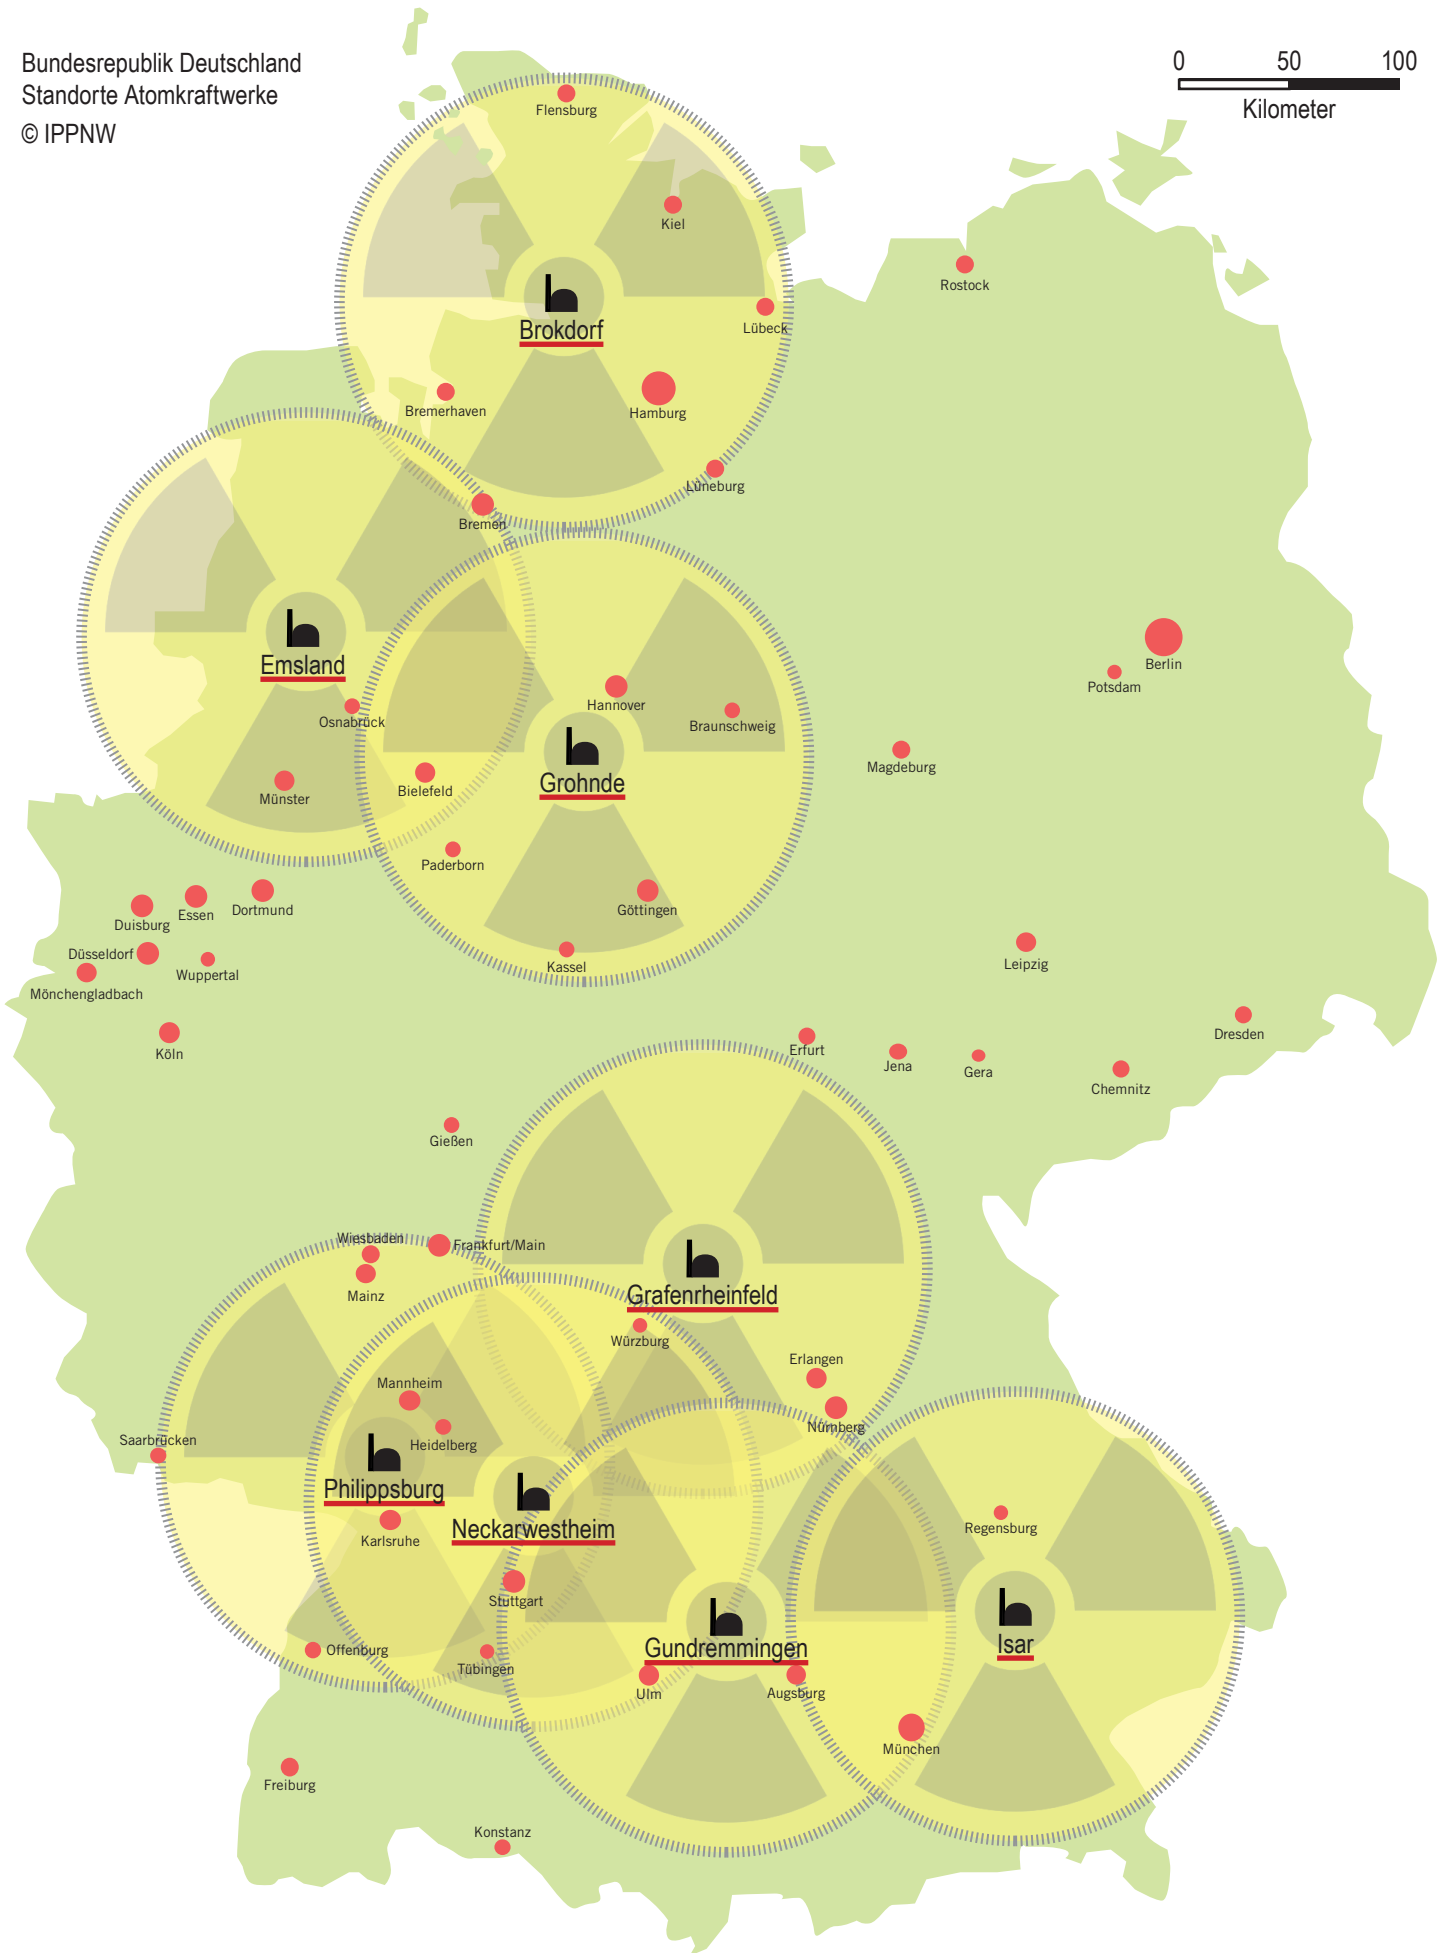 Bundesrepublik Deutschland
Standorte Atomkraftwerke
© IPPNW
0 50 100
Kilometer
Flensburg
Kiel
Rostock
Brokdorf
Lübeck
Bremerhaven
Hamburg
Lüneburg
Bremen
Emsland
Berlin
Potsdam
Osnabrück
Hannover
Braunschweig
Magdeburg
Grohnde
Münster
Bielefeld
Paderborn
Göttingen
Kassel
Duisburg
Essen
Dortmund
Düsseldorf
Wuppertal
Mönchengladbach
Köln
Leipzig
Dresden
Erfurt
Jena
Gera
Chemnitz
Gießen
Wiesbaden
Frankfurt/Main
Mainz
Grafenrheinfeld
Würzburg
Erlangen
Nürnberg
Mannheim
Heidelberg
Saarbrücken
Philippsburg
Neckarwestheim
Karlsruhe
Regensburg
Stuttgart
Offenburg
Tübingen
Gundremmingen
Isar
Ulm
Augsburg
München
Freiburg
Konstanz